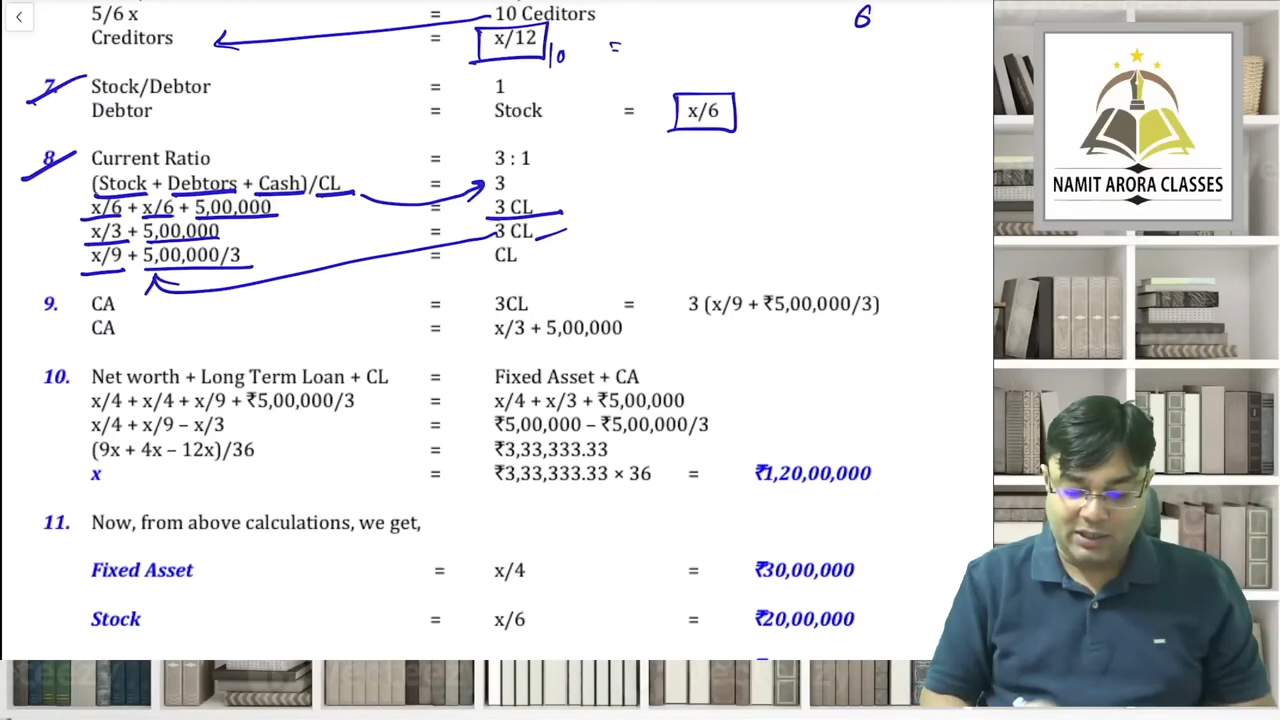 5/6 x = 10 Ceditors 6
Creditors = x/12 10 =
7. Stock/Debtor = 1
Debtor = Stock = x/6
8. Current Ratio = 3 : 1
(Stock + Debtors + Cash)/CL = 3
x/6 + x/6 + 5,00,000 = 3 CL
x/3 + 5,00,000 = 3 CL
x/9 + 5,00,000/3 = CL
9. CA = 3CL = 3 (x/9 + ₹5,00,000/3)
CA = x/3 + 5,00,000
10. Net worth + Long Term Loan + CL = Fixed Asset + CA
x/4 + x/4 + x/9 + ₹5,00,000/3 = x/4 + x/3 + ₹5,00,000
x/4 + x/9 – x/3 = ₹5,00,000 – ₹5,00,000/3
(9x + 4x – 12x)/36 = ₹3,33,333.33
x = ₹3,33,333.33 × 36 = ₹1,20,00,000
11. Now, from above calculations, we get,
Fixed Asset = x/4 = ₹30,00,000
Stock = x/6 = ₹20,00,000
NAMIT ARORA CLASSES